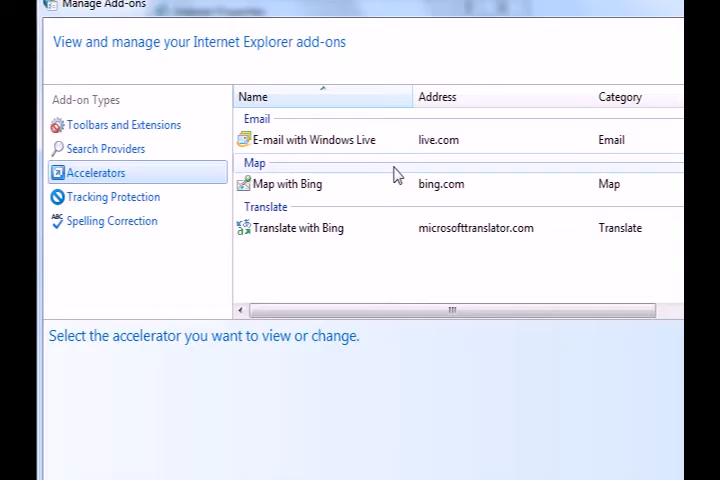 Manage Add-ons
View and manage your Internet Explorer add-ons
Add-on Types
Toolbars and Extensions
Search Providers
Accelerators
Tracking Protection
Spelling Correction
Name Address Category
Email
E-mail with Windows Live live.com Email
Map
Map with Bing bing.com Map
Translate
Translate with Bing microsofttranslator.com Translate
Select the accelerator you want to view or change.